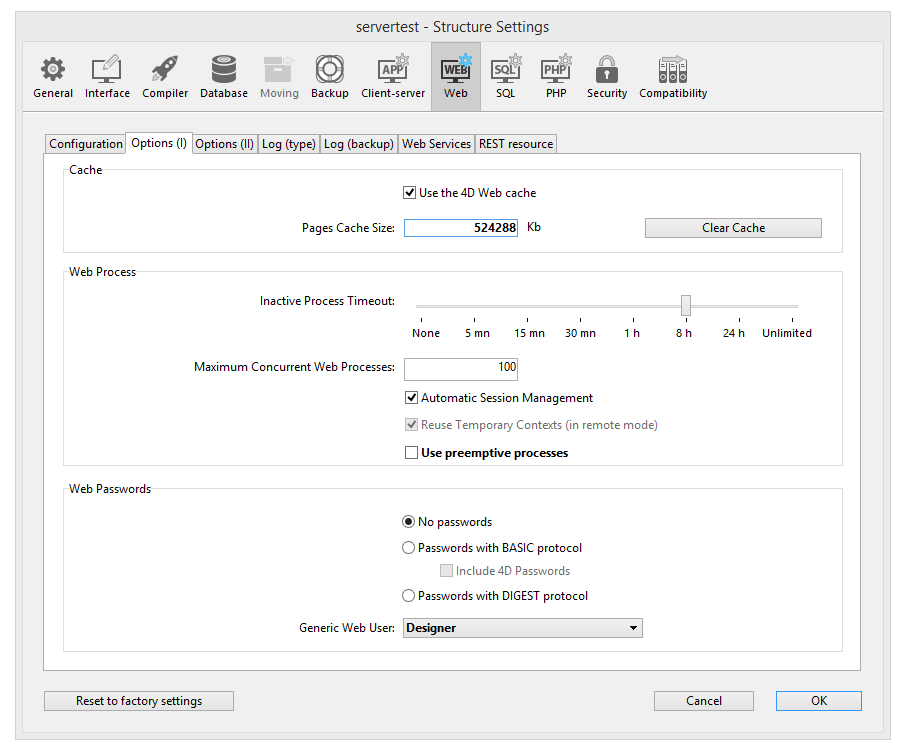 servertest - Structure Settings
APP WEB SQL PHP
General Interface Compiler Database Moving Backup Client-server Web SQL PHP Security Compatibility
Configuration Options (I) Options (II) Log (type) Log (backup) Web Services REST resource
Cache
Use the 4D Web cache
Pages Cache Size: 524288 Kb Clear Cache
Web Process
Inactive Process Timeout:
None 5 mn 15 mn 30 mn 1 h 8 h 24 h Unlimited
Maximum Concurrent Web Processes: 100
Automatic Session Management
Reuse Temporary Contexts (in remote mode)
Use preemptive processes
Web Passwords
No passwords
Passwords with BASIC protocol
Include 4D Passwords
Passwords with DIGEST protocol
Generic Web User: Designer
Reset to factory settings Cancel OK